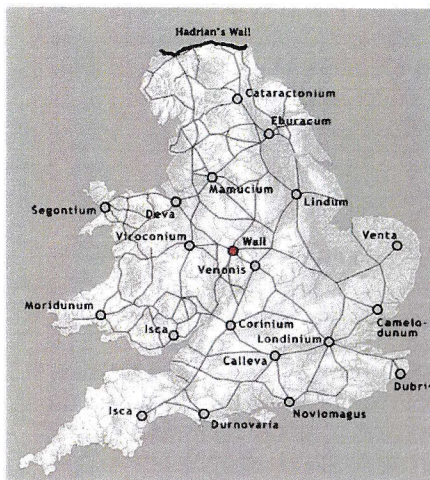 Hadrian's Wall
Cataractonium
Eburacum
Mamucium
Segontium
Deva
Lindum
Viroconium
Wall
Venta
Venonis
Moridunum
Isca
Corinium
Camelo-
dunum
Londinium
Calleva
Dubris
Isca
Durnovaria
Noviomagus